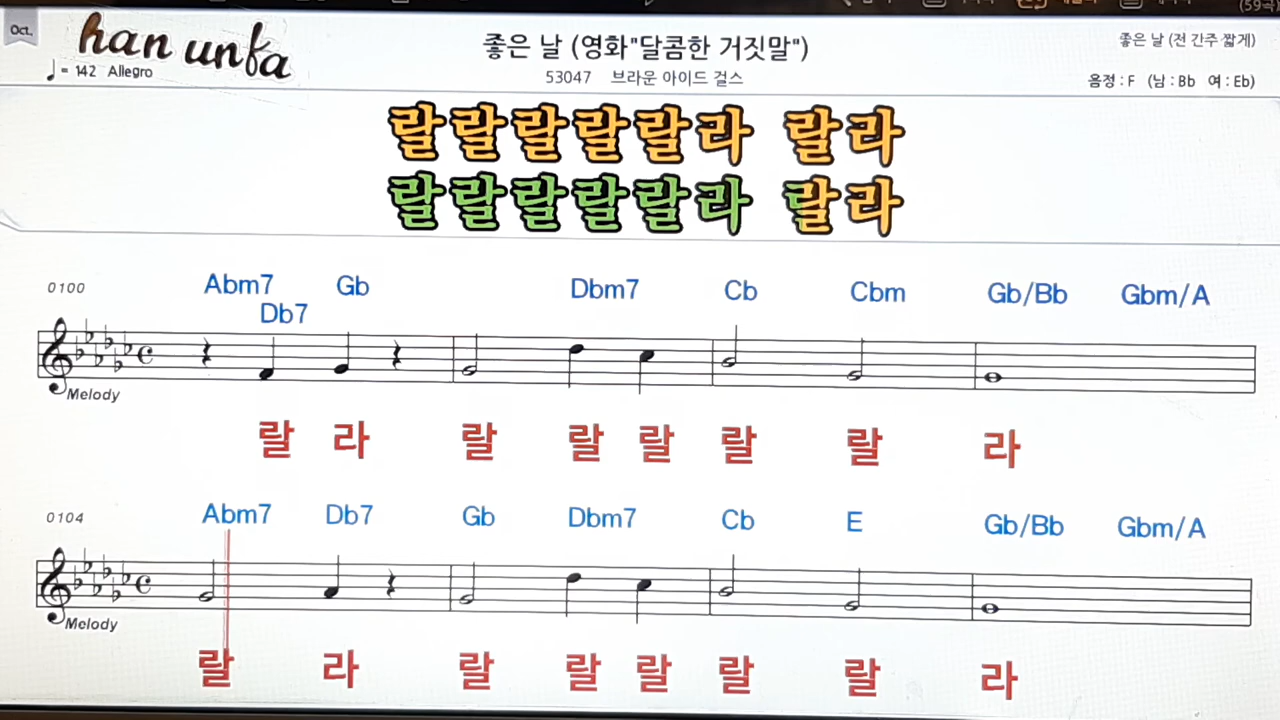 (59곡)
Oct.
han unfa
좋은 날 (영화"달콤한 거짓말")
좋은 날 (전 간주 짧게)
♩= 142 Allegro
53047 브라운 아이드 걸스
음정 : F (남 : Bb 여 : Eb)
랄랄랄랄랄라 랄라
랄랄랄랄랄라 랄라
0100 Abm7 Gb Dbm7 Cb Cbm Gb/Bb Gbm/A
Db7
Melody
랄 라 랄 랄 랄 랄 랄 라
0104 Abm7 Db7 Gb Dbm7 Cb E Gb/Bb Gbm/A
Melody
랄 라 랄 랄 랄 랄 랄 라